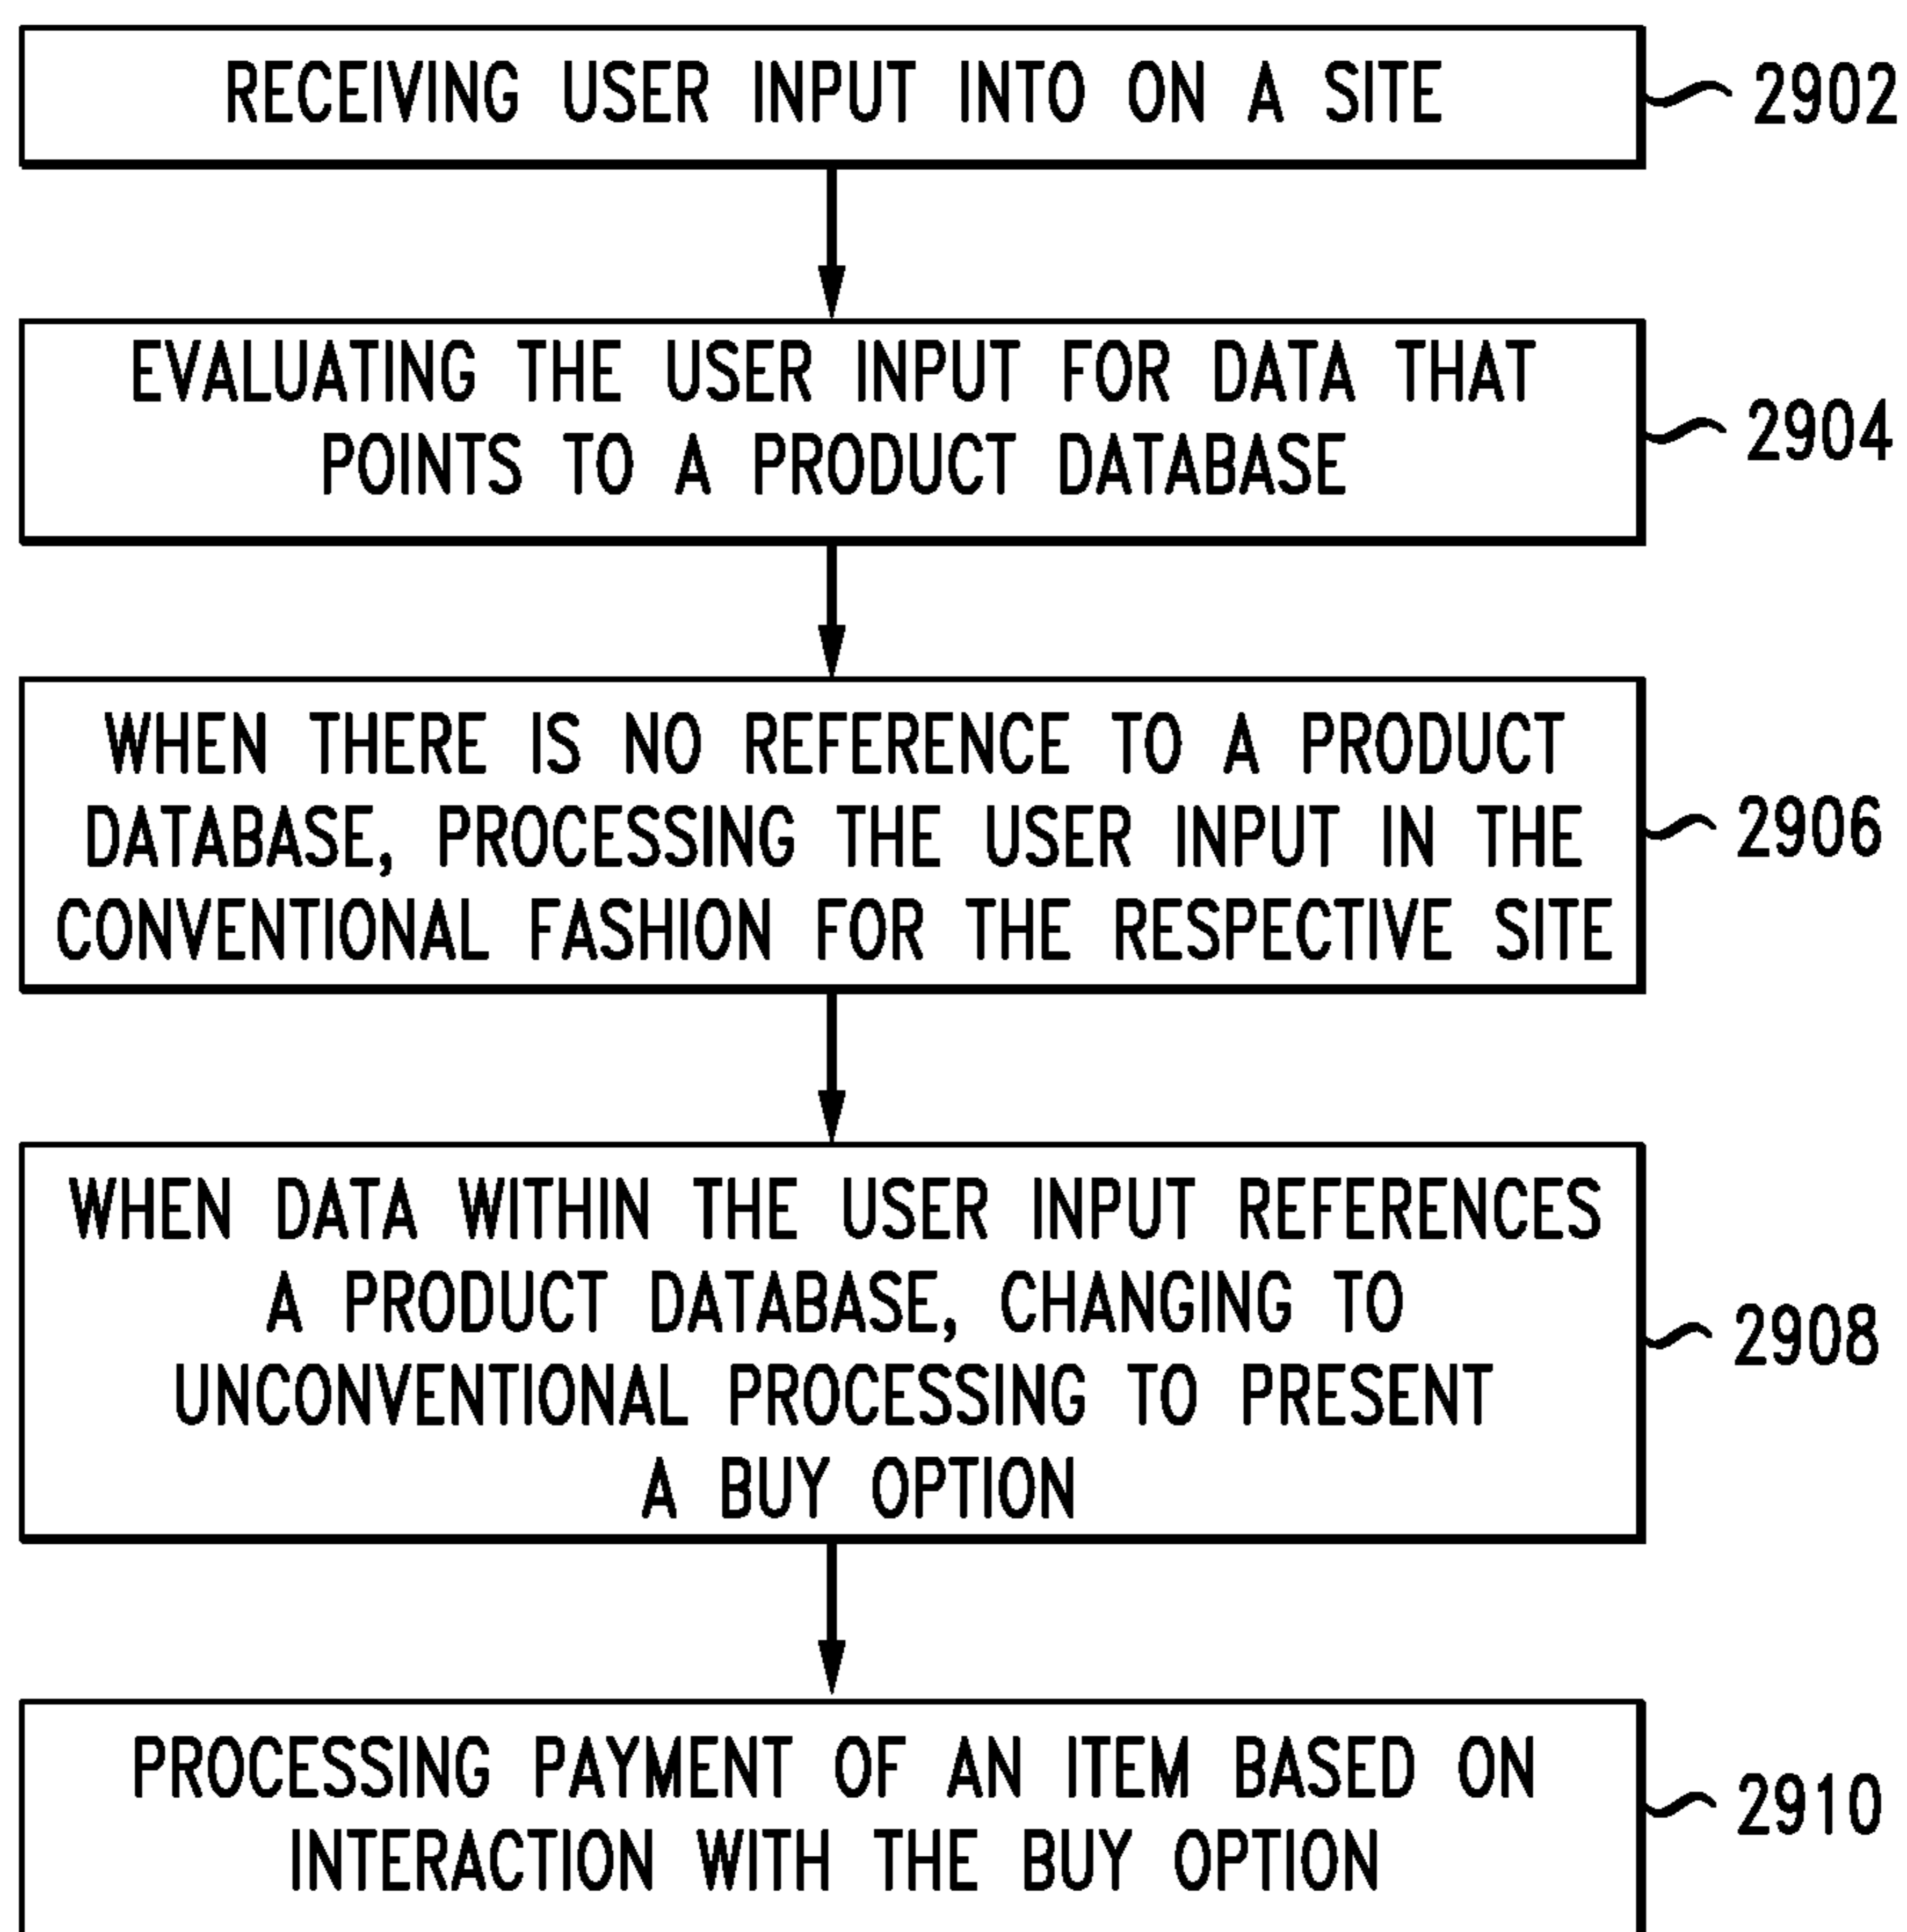 RECEIVING USER INPUT INTO ON A SITE
2902
EVALUATING THE USER INPUT FOR DATA THAT
POINTS TO A PRODUCT DATABASE
2904
WHEN THERE IS NO REFERENCE TO A PRODUCT
DATABASE, PROCESSING THE USER INPUT IN THE
CONVENTIONAL FASHION FOR THE RESPECTIVE SITE
2906
WHEN DATA WITHIN THE USER INPUT REFERENCES
A PRODUCT DATABASE, CHANGING TO
UNCONVENTIONAL PROCESSING TO PRESENT
A BUY OPTION
2908
PROCESSING PAYMENT OF AN ITEM BASED ON
INTERACTION WITH THE BUY OPTION
2910